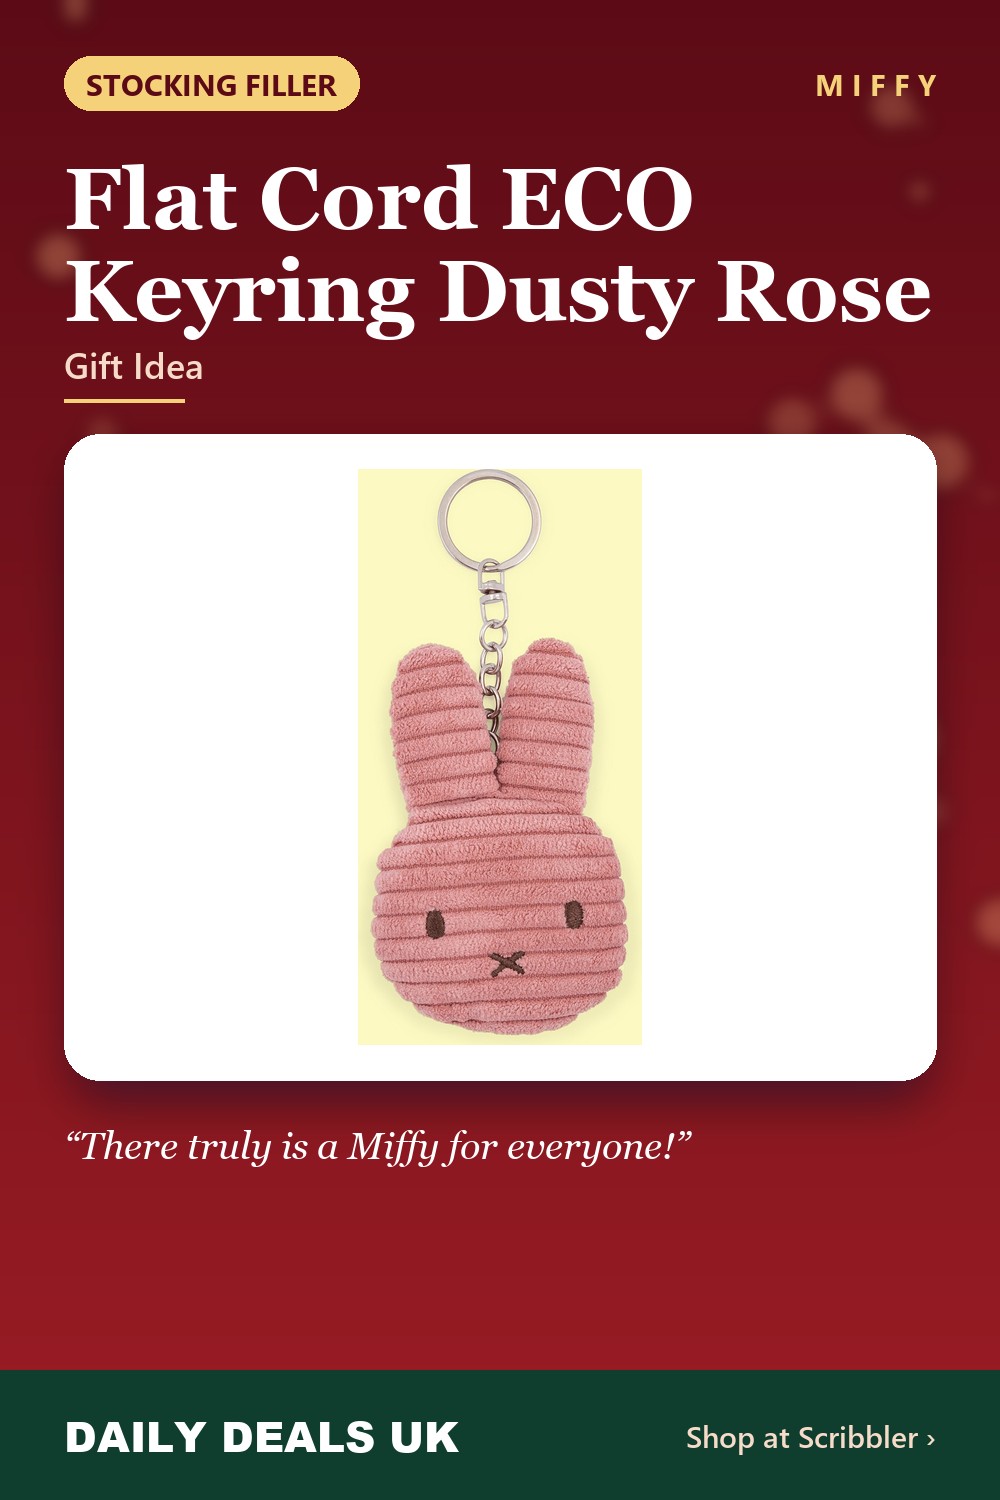 STOCKING FILLER
MIFFY
Flat Cord ECO
Keyring Dusty Rose
Gift Idea
“There truly is a Miffy for everyone!”
DAILY DEALS UK
Shop at Scribbler ›